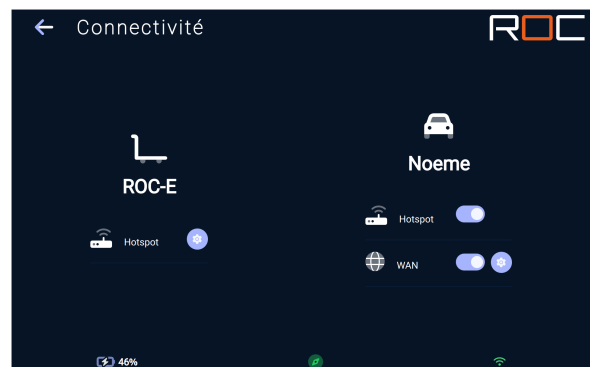 Connectivité
ROC
ROC-E
Hotspot
Noeme
Hotspot
WAN
46%